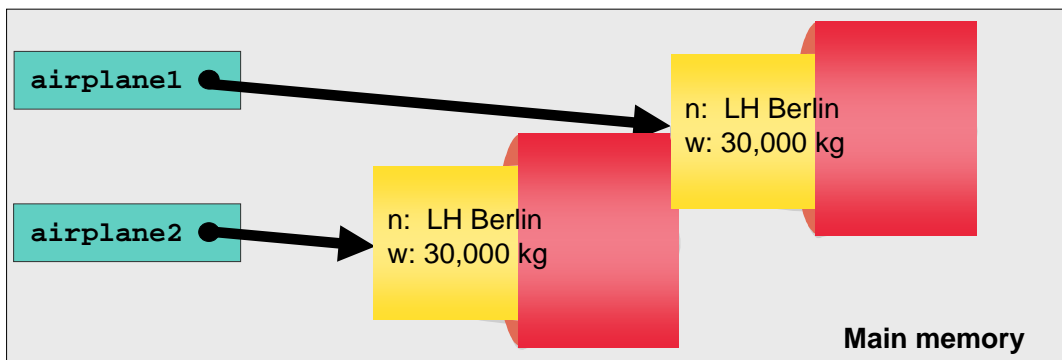 airplane1
n: LH Berlin
w: 30,000 kg
airplane2
n: LH Berlin
w: 30,000 kg
Main memory